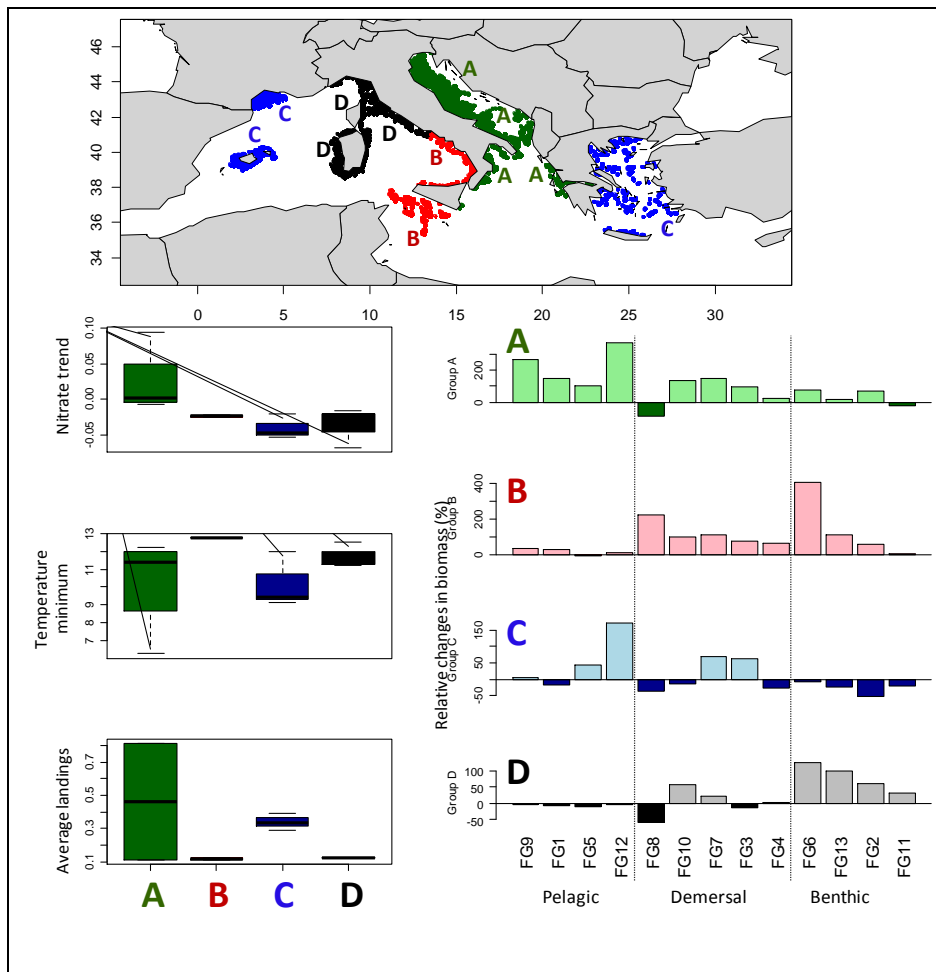 46
44
42
40
38
36
34
A
A
A
A
B
B
C
C
C
D
D
D
0 5 10 15 20 25 30
Nitrate trend
0.10
0.05
0.00
-0.05
Temperature
minimum
13
11
9
8
7
Average landings
0.7
0.5
0.3
0.1
A B C D
Relative changes in biomass (%)
A
Group A
200
0
B
Group B
400
200
0
C
Group C
150
50
0
-50
D
Group D
100
0
-50
FG9 FG1 FG5 FG12 FG8 FG10 FG7 FG3 FG4 FG6 FG13 FG2 FG11
Pelagic Demersal Benthic